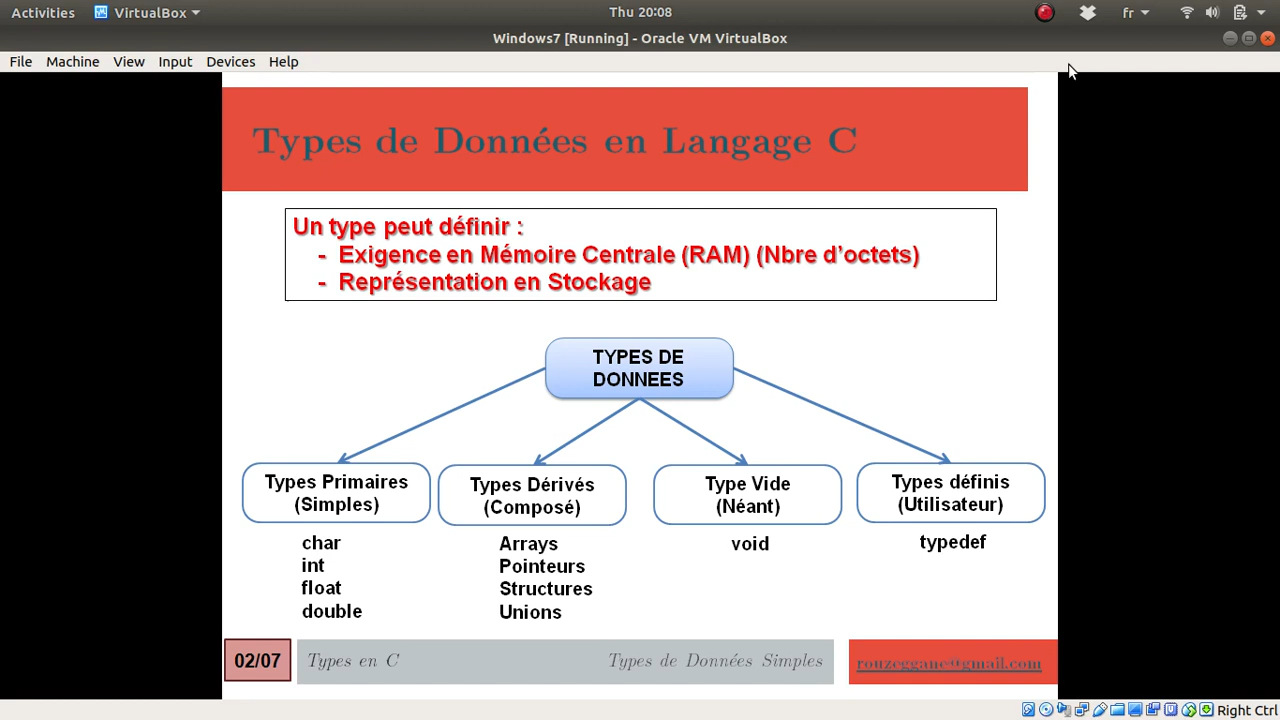 Activities VirtualBox Thu 20:08 fr
Windows7 [Running] - Oracle VM VirtualBox
File Machine View Input Devices Help
Types de Données en Langage C
Un type peut définir :
- Exigence en Mémoire Centrale (RAM) (Nbre d’octets)
- Représentation en Stockage
TYPES DE
DONNEES
Types Primaires
(Simples)
char
int
float
double
Types Dérivés
(Composé)
Arrays
Pointeurs
Structures
Unions
Type Vide
(Néant)
void
Types définis
(Utilisateur)
typedef
02/07 Types en C Types de Données Simples rouzeggane@gmail.com
Right Ctrl